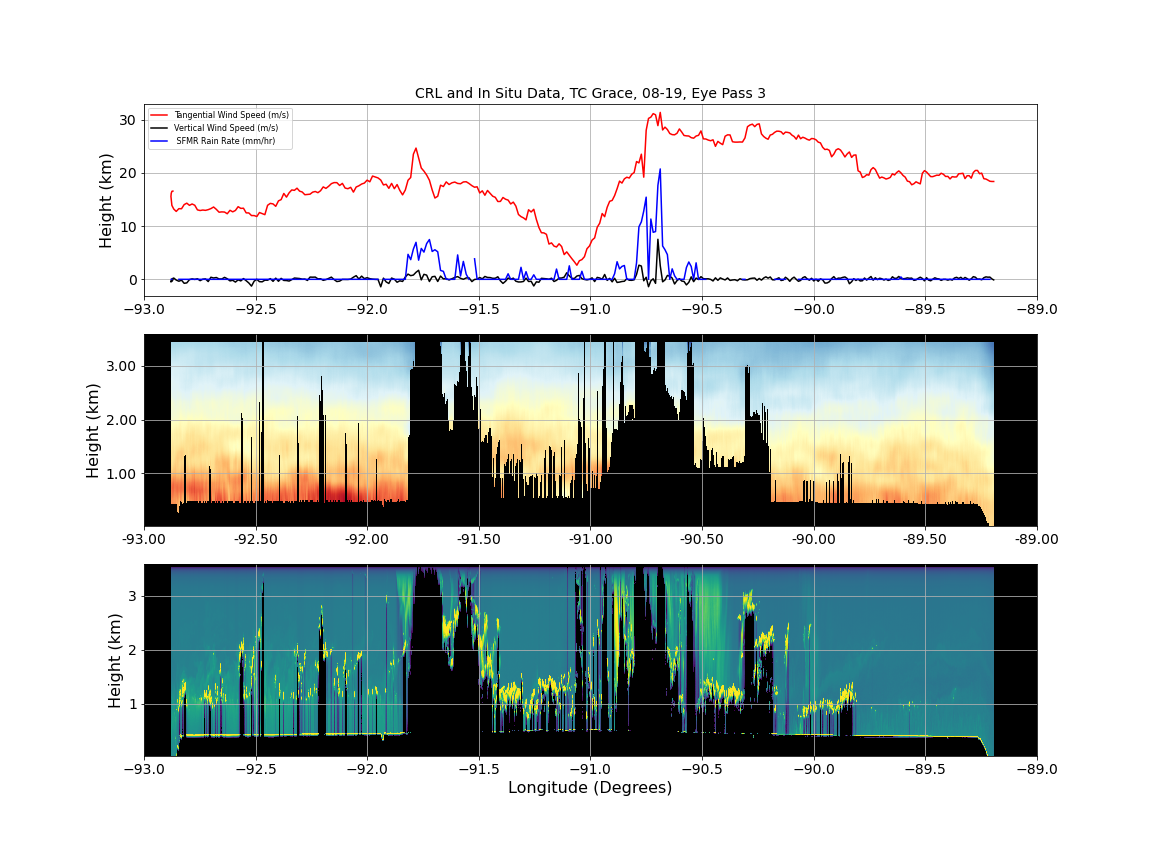 CRL and In Situ Data, TC Grace, 08-19, Eye Pass 3
Height (km)
30
20
10
0
Tangential Wind Speed (m/s)
Vertical Wind Speed (m/s)
SFMR Rain Rate (mm/hr)
−93.0 −92.5 −92.0 −91.5 −91.0 −90.5 −90.0 −89.5 −89.0
Height (km)
3.00
2.00
1.00
-93.00 -92.50 -92.00 -91.50 -91.00 -90.50 -90.00 -89.50 -89.00
Height (km)
3
2
1
−93.0 −92.5 −92.0 −91.5 −91.0 −90.5 −90.0 −89.5 −89.0
Longitude (Degrees)